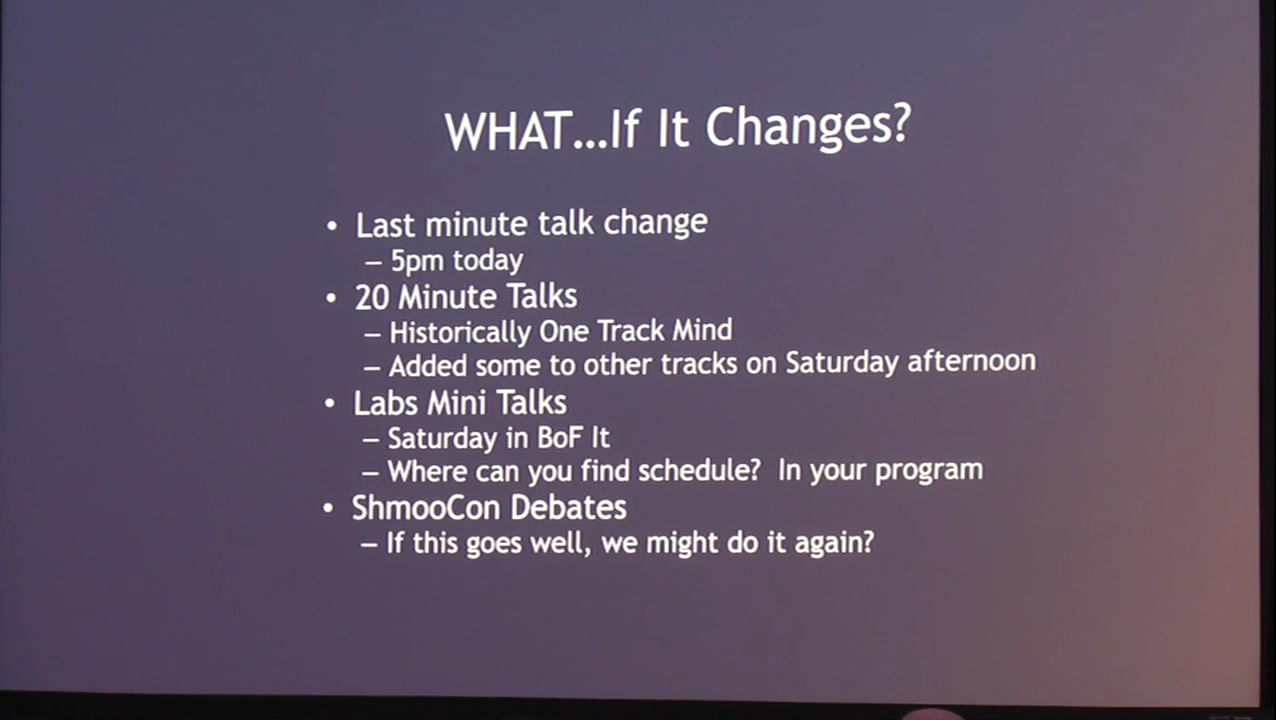 WHAT...If It Changes?
• Last minute talk change
– 5pm today
• 20 Minute Talks
– Historically One Track Mind
– Added some to other tracks on Saturday afternoon
• Labs Mini Talks
– Saturday in BoF It
– Where can you find schedule? In your program
• ShmooCon Debates
– If this goes well, we might do it again?